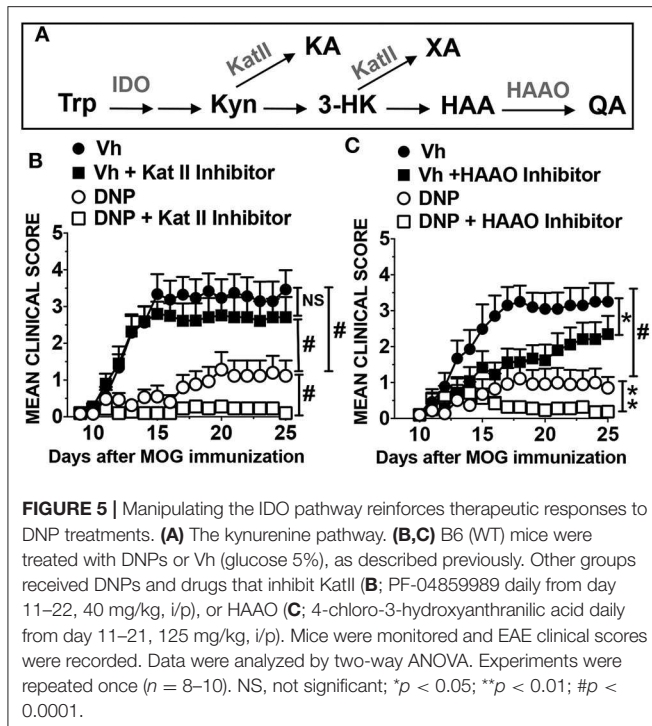 A
KA
XA
KatII
KatII
IDO
HAAO
Trp
Kyn
3-HK
HAA
QA
B
Vh
Vh + Kat II Inhibitor
DNP
DNP + Kat II Inhibitor
MEAN CLINICAL SCORE
5
4
3
2
1
0
NS
#
#
#
10 15 20 25
Days after MOG immunization
C
Vh
Vh +HAAO Inhibitor
DNP
DNP + HAAO Inhibitor
MEAN CLINICAL SCORE
5
4
3
2
1
0
*
#
*
*
10 15 20 25
Days after MOG immunization
FIGURE 5 | Manipulating the IDO pathway reinforces therapeutic responses to
DNP treatments. (A) The kynurenine pathway. (B,C) B6 (WT) mice were
treated with DNPs or Vh (glucose 5%), as described previously. Other groups
received DNPs and drugs that inhibit KatII (B; PF-04859989 daily from day
11–22, 40 mg/kg, i/p), or HAAO (C; 4-chloro-3-hydroxyanthranilic acid daily
from day 11–21, 125 mg/kg, i/p). Mice were monitored and EAE clinical scores
were recorded. Data were analyzed by two-way ANOVA. Experiments were
repeated once (n = 8–10). NS, not significant; *p < 0.05; **p < 0.01; #p <
0.0001.